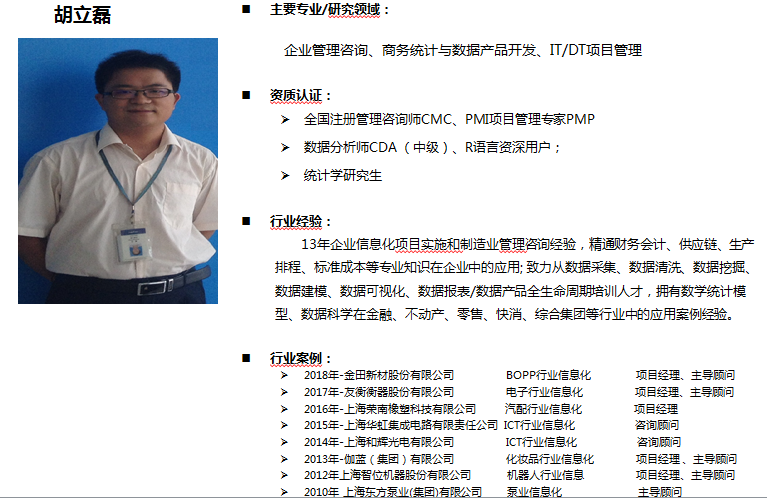 胡立磊
■ 主要专业/研究领域：
企业管理咨询、商务统计与数据产品开发、IT/DT项目管理
■ 资质认证：
➢ 全国注册管理咨询师CMC、PMI项目管理专家PMP
➢ 数据分析师CDA （中级）、R语言资深用户；
➢ 统计学研究生
■ 行业经验：
13年企业信息化项目实施和制造业管理咨询经验，精通财务会计、供应链、生产
排程、标准成本等专业知识在企业中的应用; 致力从数据采集、数据清洗、数据挖掘、
数据建模、数据可视化、数据报表/数据产品全生命周期培训人才，拥有数学统计模
型、数据科学在金融、不动产、零售、快消、综合集团等行业中的应用案例经验。
■ 行业案例：
➢ 2018年-金田新材股份有限公司 BOPP行业信息化 项目经理、主导顾问
➢ 2017年-友衡衡器股份有限公司 电子行业信息化 项目经理、主导顾问
➢ 2016年-上海荣南橡塑科技有限公司 汽配行业信息化 项目经理
➢ 2015年-上海华虹集成电路有限责任公司 ICT行业信息化 咨询顾问
➢ 2014年-上海和辉光电有限公司 ICT行业信息化 咨询顾问
➢ 2013年-伽蓝（集团）有限公司 化妆品行业信息化 项目经理、主导顾问
➢ 2012年上海智位机器股份有限公司 机器人行业信息 项目经理、主导顾问
➢ 2010年 上海东方泵业(集团)有限公司 泵业信息化 主导顾问